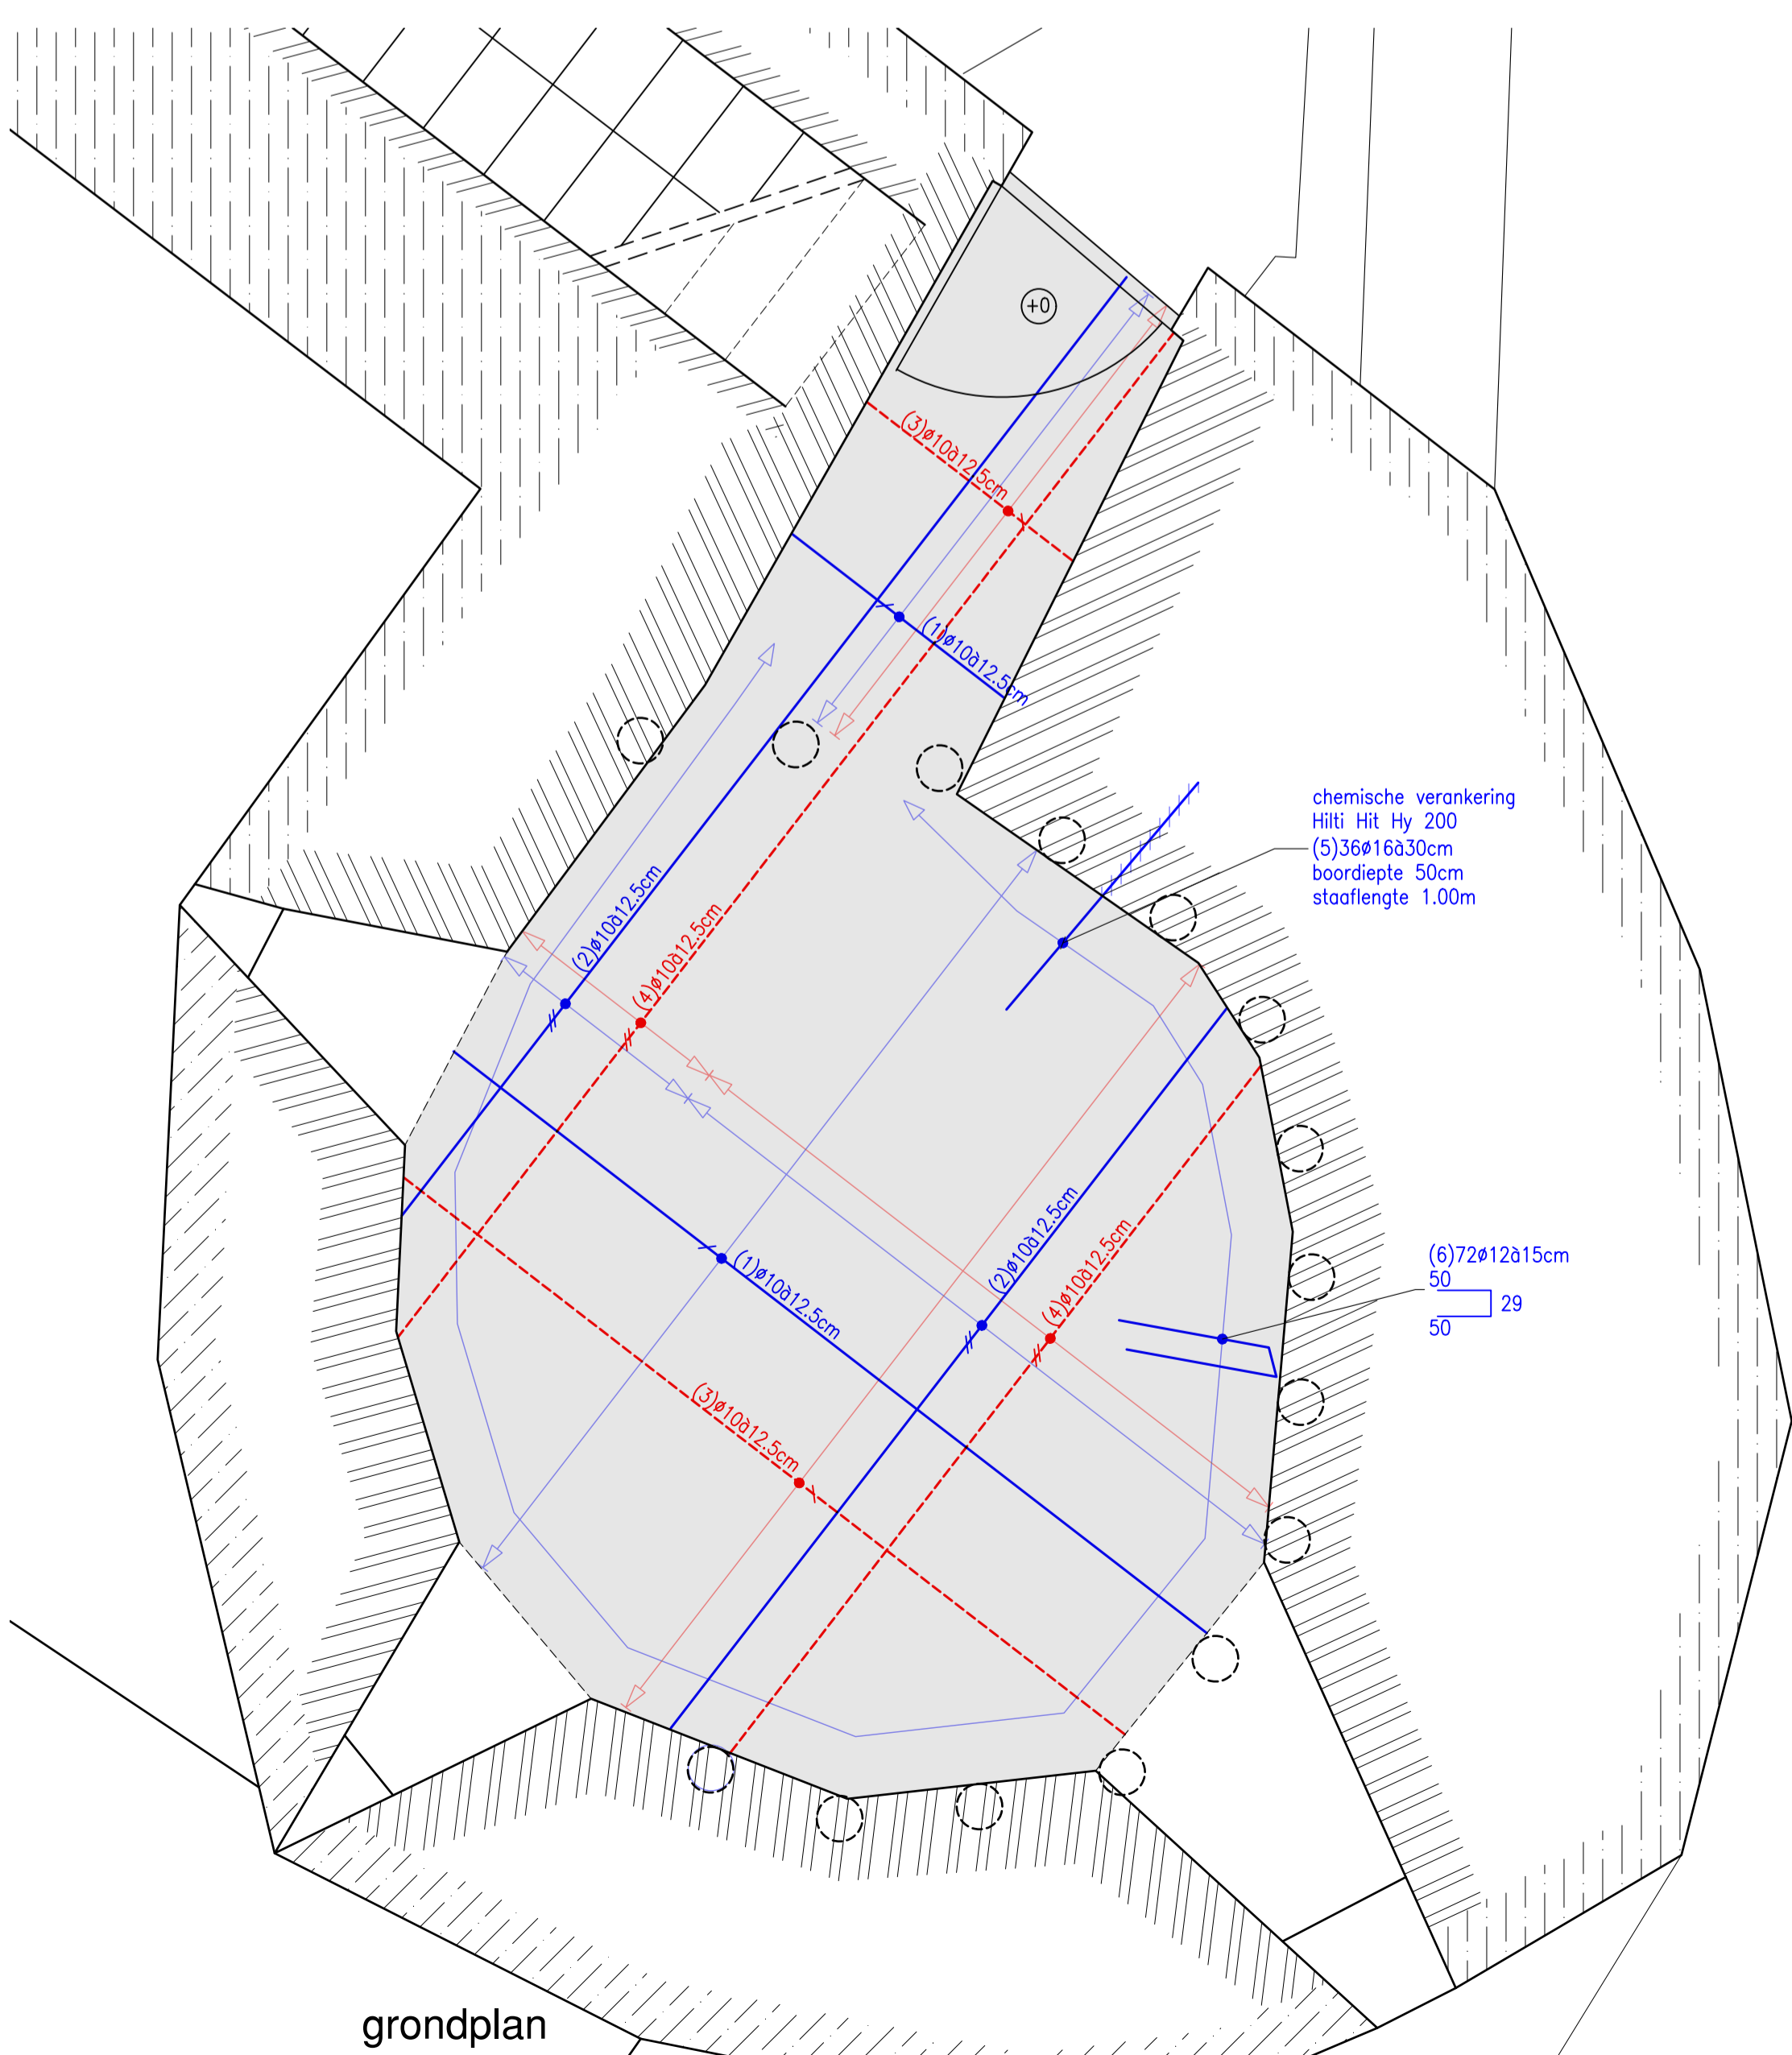 +0
(3)ø10à12.5cm
(1)ø10à12.5cm
chemische verankering
Hilti Hit Hy 200
(5)36ø16à30cm
boordiepte 50cm
staaflengte 1.00m
(2)ø10à12.5cm
(4)ø10à12.5cm
(2)ø10à12.5cm
(4)ø10à12.5cm
(1)ø10à12.5cm
(6)72ø12à15cm
50
29
50
(3)ø10à12.5cm
grondplan